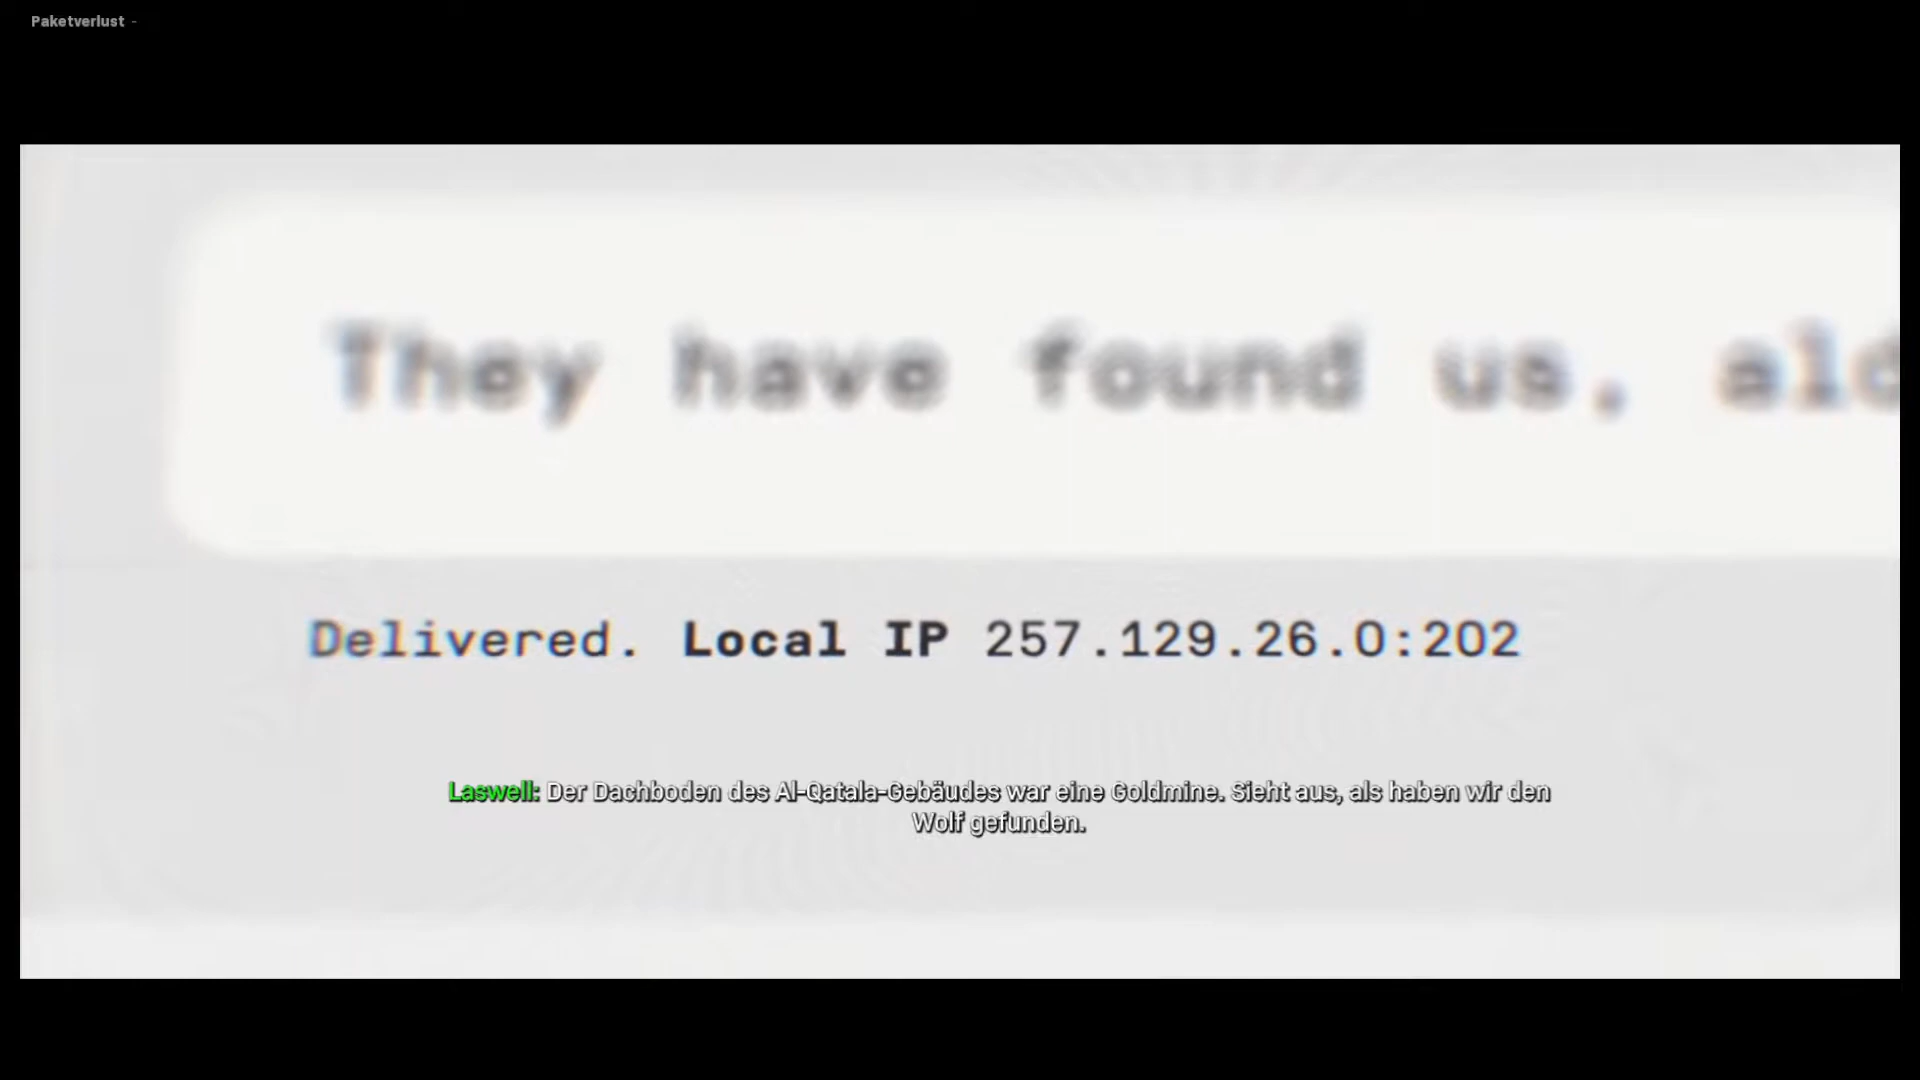 Paketverlust -
They have found us,
Delivered. Local IP 257.129.26.0:202
Laswell: Der Dachboden des Al-Qatala-Gebäudes war eine Goldmine. Sieht aus, als haben wir den
Wolf gefunden.